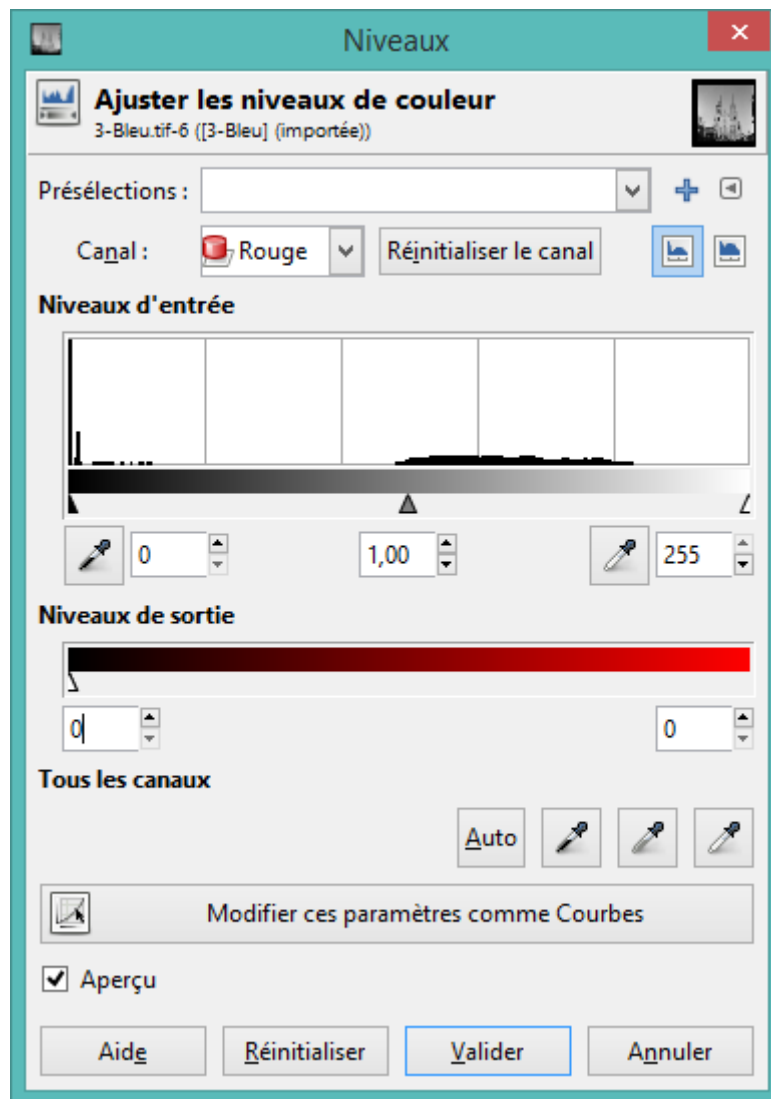 Niveaux
Ajuster les niveaux de couleur
3-Bleu.tif-6 ([3-Bleu] (importée))
Présélections :
Canal : Rouge Réinitialiser le canal
Niveaux d'entrée
0 1,00 255
Niveaux de sortie
0 0
Tous les canaux
Auto
Modifier ces paramètres comme Courbes
Aperçu
Aide Réinitialiser Valider Annuler